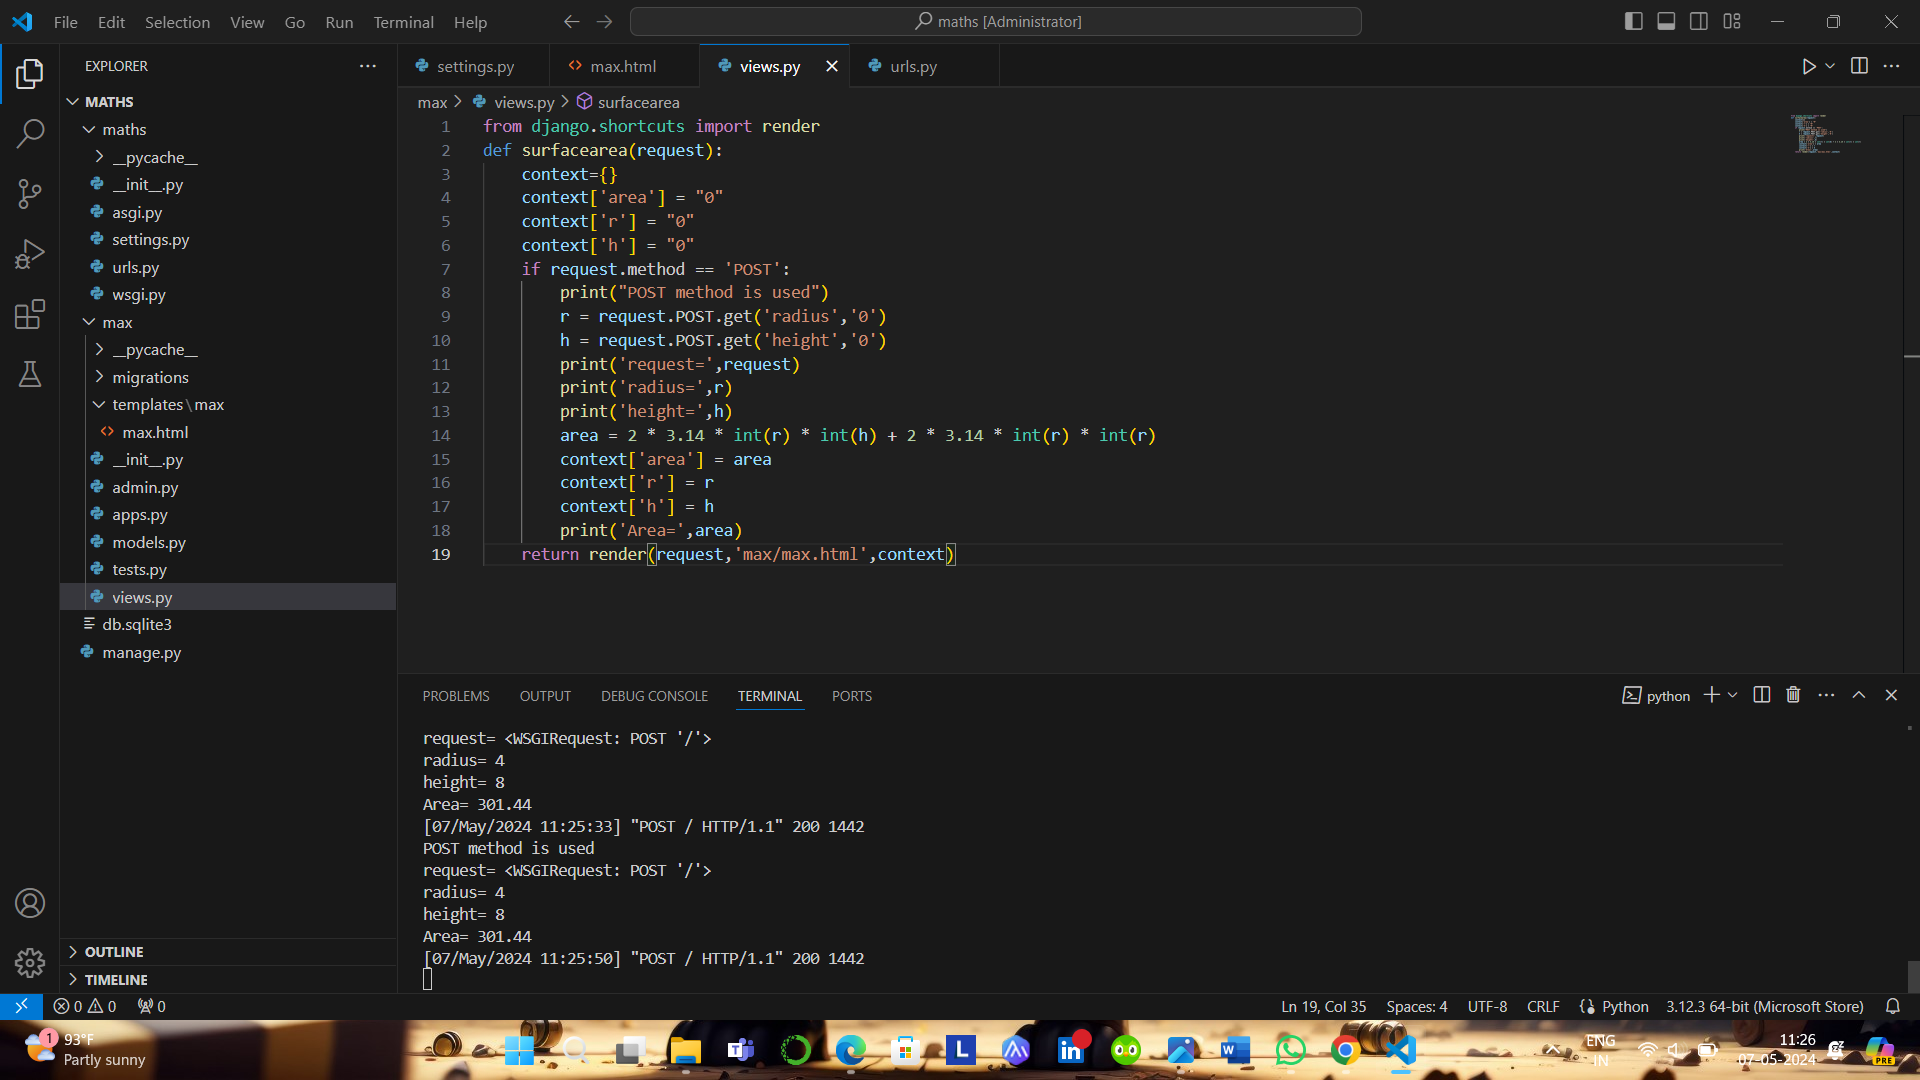 File Edit Selection View Go Run Terminal Help
maths [Administrator]
EXPLORER
MATHS
maths
__pycache__
__init__.py
asgi.py
settings.py
urls.py
wsgi.py
max
__pycache__
migrations
templates\max
max.html
__init__.py
admin.py
apps.py
models.py
tests.py
views.py
db.sqlite3
manage.py
OUTLINE
TIMELINE
settings.py max.html views.py urls.py
max > views.py > surfacearea
1 from django.shortcuts import render
2 def surfacearea(request):
3     context={}
4     context['area'] = "0"
5     context['r'] = "0"
6     context['h'] = "0"
7     if request.method == 'POST':
8         print("POST method is used")
9         r = request.POST.get('radius','0')
10         h = request.POST.get('height','0')
11         print('request=',request)
12         print('radius=',r)
13         print('height=',h)
14         area = 2 * 3.14 * int(r) * int(h) + 2 * 3.14 * int(r) * int(r)
15         context['area'] = area
16         context['r'] = r
17         context['h'] = h
18         print('Area=',area)
19     return render(request,'max/max.html',context)
PROBLEMS OUTPUT DEBUG CONSOLE TERMINAL PORTS
python
request= <WSGIRequest: POST '/'>
radius= 4
height= 8
Area= 301.44
[07/May/2024 11:25:33] "POST / HTTP/1.1" 200 1442
POST method is used
request= <WSGIRequest: POST '/'>
radius= 4
height= 8
Area= 301.44
[07/May/2024 11:25:50] "POST / HTTP/1.1" 200 1442
0 0 0
Ln 19, Col 35 Spaces: 4 UTF-8 CRLF Python 3.12.3 64-bit (Microsoft Store)
1
93°F
Partly sunny
L
in
W
ENG
IN
11:26
07-05-2024
PRE